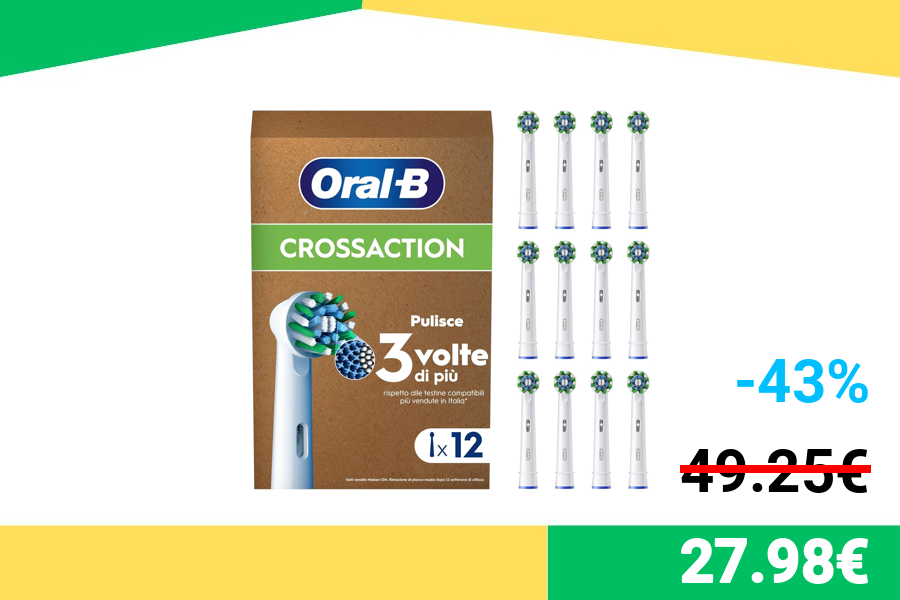 Oral-B
CROSSACTION
Pulisce
3 volte
di più
rispetto alle testine compatibili
più vendute in Italia*
x 12
-43%
49.25€
27.98€